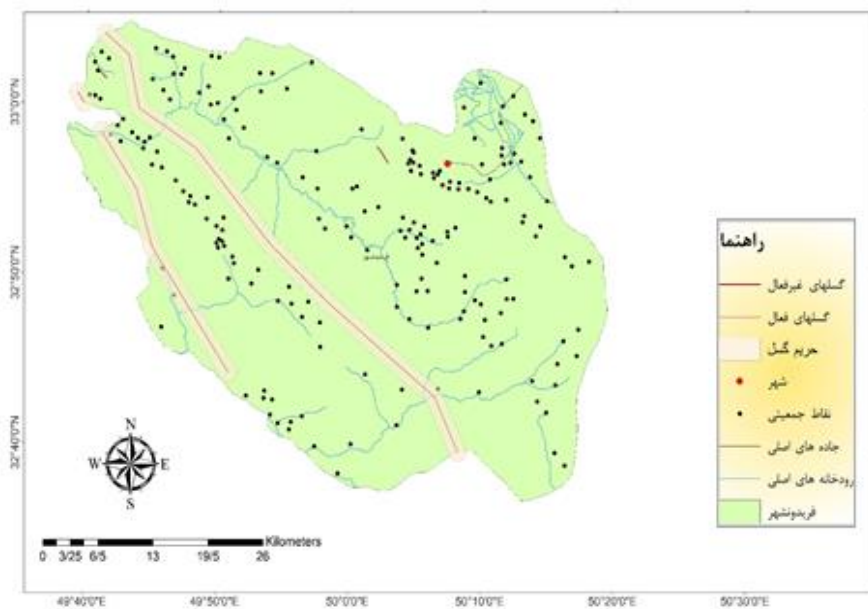 33°0'0"N
32°50'0"N
32°40'0"N
راهنما
گسلهای غیرفعال
گسلهای فعال
حریم گسل
شهر
نقاط جمعیتی
جاده های اصلی
رودخانه های اصلی
فریدونشهر
N
W E
S
Kilometers
0 3/25 6/5 13 19/5 26
49°40'0"E 49°50'0"E 50°0'0"E 50°10'0"E 50°20'0"E 50°30'0"E